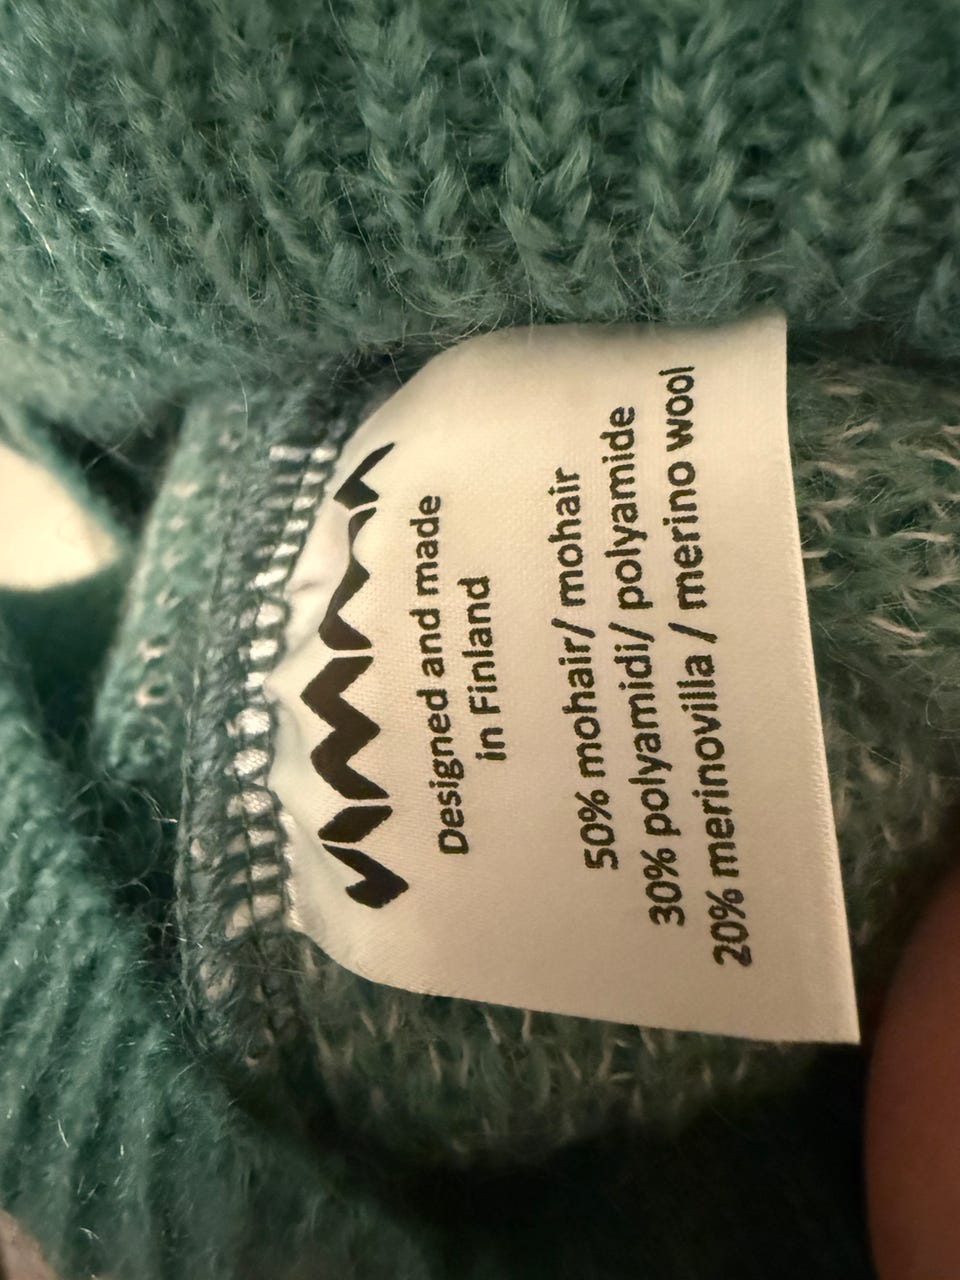 Designed and made
in Finland
50% mohair/ mohair
30% polyamidi/ polyamide
20% merinovilla / merino wool